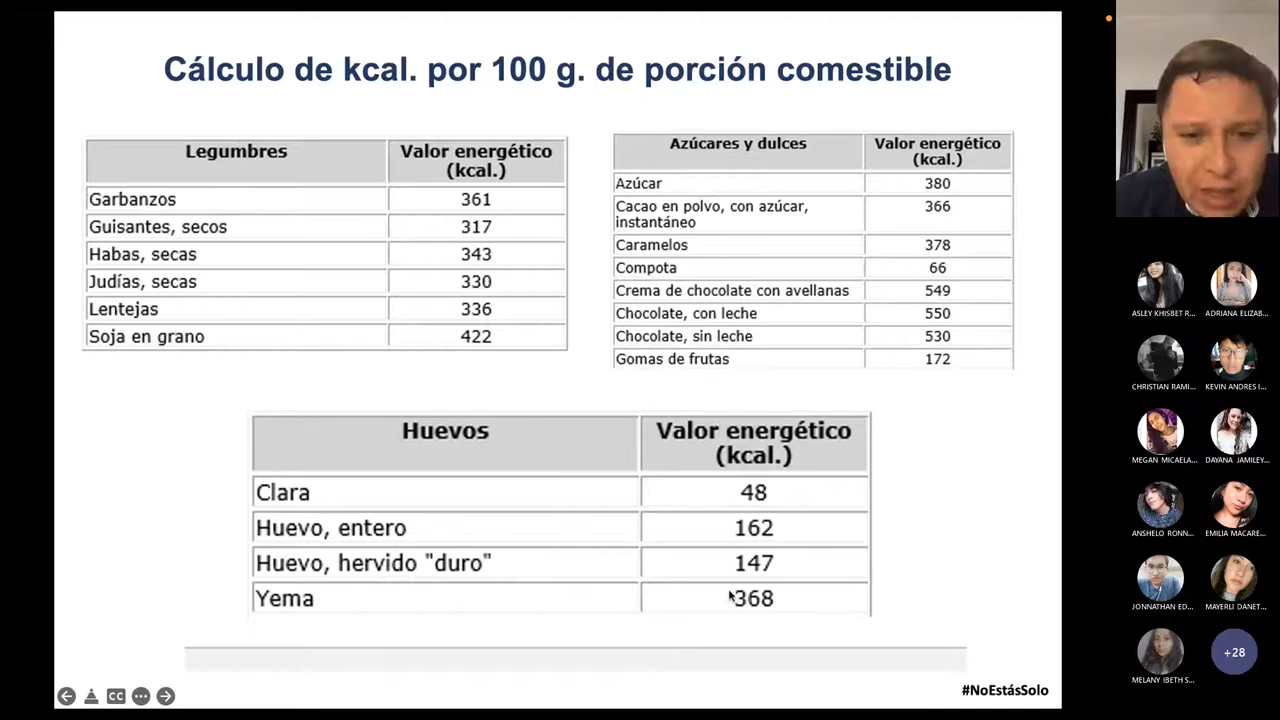 Cálculo de kcal. por 100 g. de porción comestible
Legumbres Valor energético
(kcal.)
Garbanzos 361
Guisantes, secos 317
Habas, secas 343
Judías, secas 330
Lentejas 336
Soja en grano 422
Azúcares y dulces Valor energético
(kcal.)
Azúcar 380
Cacao en polvo, con azúcar, 366
instantáneo
Caramelos 378
Compota 66
Crema de chocolate con avellanas 549
Chocolate, con leche 550
Chocolate, sin leche 530
Gomas de frutas 172
Huevos Valor energético
(kcal.)
Clara 48
Huevo, entero 162
Huevo, hervido "duro" 147
Yema 368
#NoEstásSolo
CC
ASLEY KHISBET R... ADRIANA ELIZAB...
CHRISTIAN RAMI... KEVIN ANDRES I...
MEGAN MICAELA... DAYANA JAMILEY...
ANSHELO RONN... EMILIA MACARE...
JONNATHAN ED... MAYERLI DANET...
MELANY IBETH S... +28